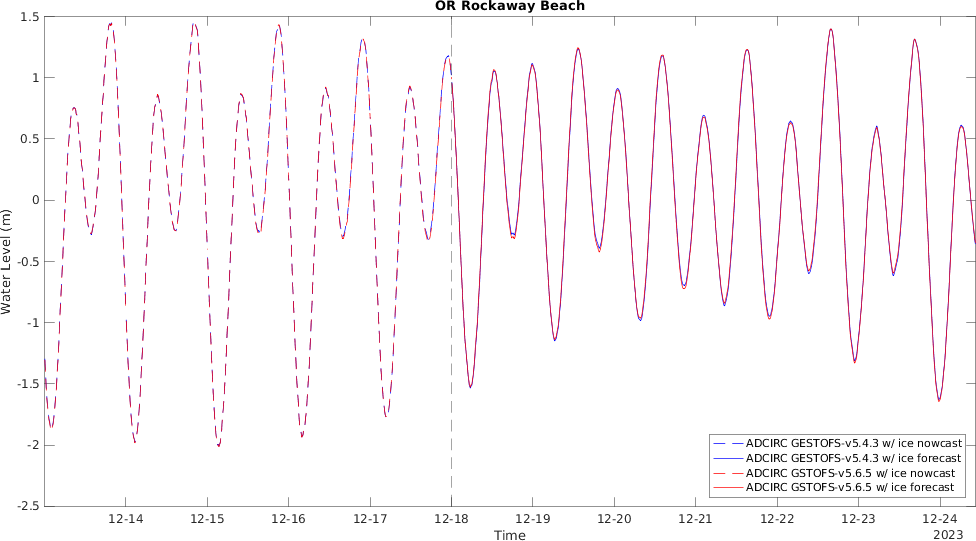 OR Rockaway Beach
1.5
1
0.5
0
-0.5
-1
-1.5
-2
-2.5
Water Level (m)
12-14 12-15 12-16 12-17 12-18 12-19 12-20 12-21 12-22 12-23 12-24
Time
2023
ADCIRC GESTOFS-v5.4.3 w/ ice nowcast
ADCIRC GESTOFS-v5.4.3 w/ ice forecast
ADCIRC GSTOFS-v5.6.5 w/ ice nowcast
ADCIRC GSTOFS-v5.6.5 w/ ice forecast